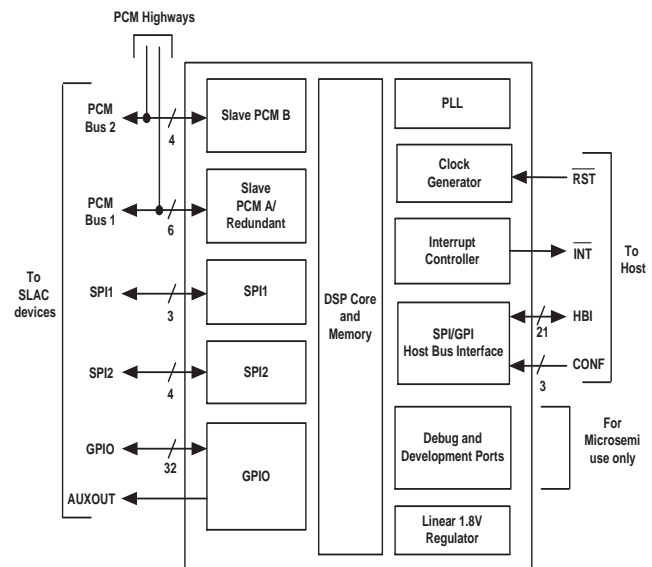 PCM Highways
PCM
Bus 2
4
Slave PCM B
PLL
PCM
Bus 1
6
Slave
PCM A/
Redundant
Clock
Generator
RST
Interrupt
Controller
INT
To
Host
To
SLAC
devices
SPI1
3
SPI1
DSP Core
and
Memory
SPI/GPI
Host Bus Interface
21
HBI
CONF
3
SPI2
4
SPI2
GPIO
32
GPIO
AUXOUT
Debug and
Development Ports
For
Microsemi
use only
Linear 1.8V
Regulator